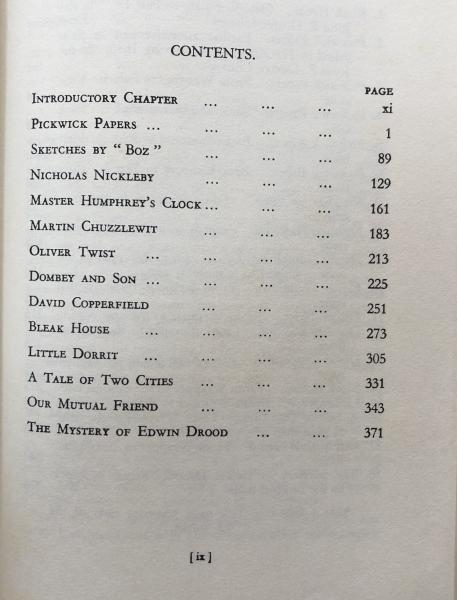 CONTENTS.
PAGE
INTRODUCTORY CHAPTER ... ... ... xi
PICKWICK PAPERS ... ... ... ... 1
SKETCHES BY “ BOZ ” ... ... ... 89
NICHOLAS NICKLEBY ... ... ... 129
MASTER HUMPHREY'S CLOCK ... ... ... 161
MARTIN CHUZZLEWIT ... ... ... 183
OLIVER TWIST ... ... ... ... 213
DOMBEY AND SON ... ... ... ... 225
DAVID COPPERFIELD ... ... ... 251
BLEAK HOUSE ... ... ... ... 273
LITTLE DORRIT ... ... ... ... 305
A TALE OF TWO CITIES ... ... ... 331
OUR MUTUAL FRIEND ... ... ... 343
THE MYSTERY OF EDWIN DROOD ... ... 371
[ ix ]